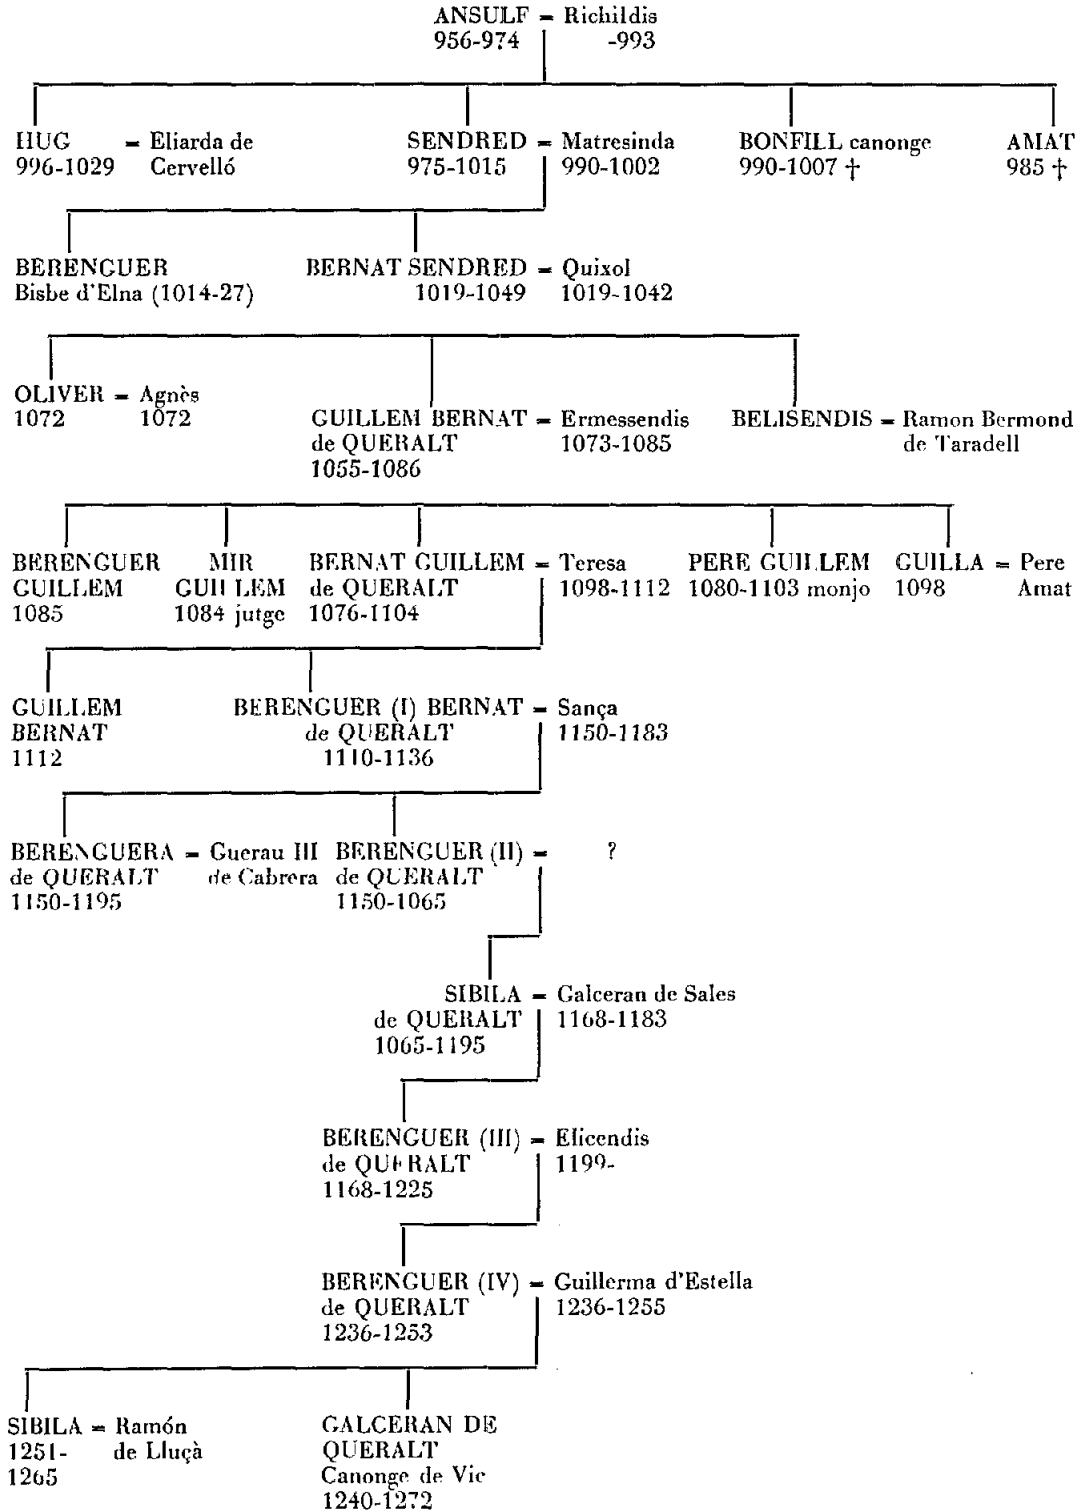 ANSULF = Richildis
956-974 -993
HUG = Eliarda de
996-1029 Cervelló
SENDRED = Matresinda
975-1015 990-1002
BONFILL canonge
990-1007 †
AMAT
985 †
BERENGUER
Bisbe d'Elna (1014-27)
BERNAT SENDRED = Quixol
1019-1049 1019-1042
OLIVER = Agnès
1072 1072
GUILLEM BERNAT = Ermessendis
de QUERALT 1073-1085
1055-1086
BELISENDIS = Ramon Bermond
de Taradell
BERENGUER
GUILLEM
1085
MIR
GUILLEM
1084 jutge
BERNAT GUILLEM = Teresa
de QUERALT 1098-1112
1076-1104
PERE GUILLEM
1080-1103 monjo
GUILLA = Pere
1098 Amat
GUILLEM
BERNAT
1112
BERENGUER (I) BERNAT = Sança
de QUERALT 1150-1183
1110-1136
BERENGUERA = Guerau III
de QUERALT de Cabrera
1150-1195
BERENGUER (II) = ?
de QUERALT
1150-1065
SIBILA = Galceran de Sales
de QUERALT 1168-1183
1065-1195
BERENGUER (III) = Elicendis
de QUERALT 1199-
1168-1225
BERENGUER (IV) = Guillerma d'Estella
de QUERALT 1236-1255
1236-1253
SIBILA = Ramón
1251- de Lluçà
1265
GALCERAN DE
QUERALT
Canonge de Vic
1240-1272